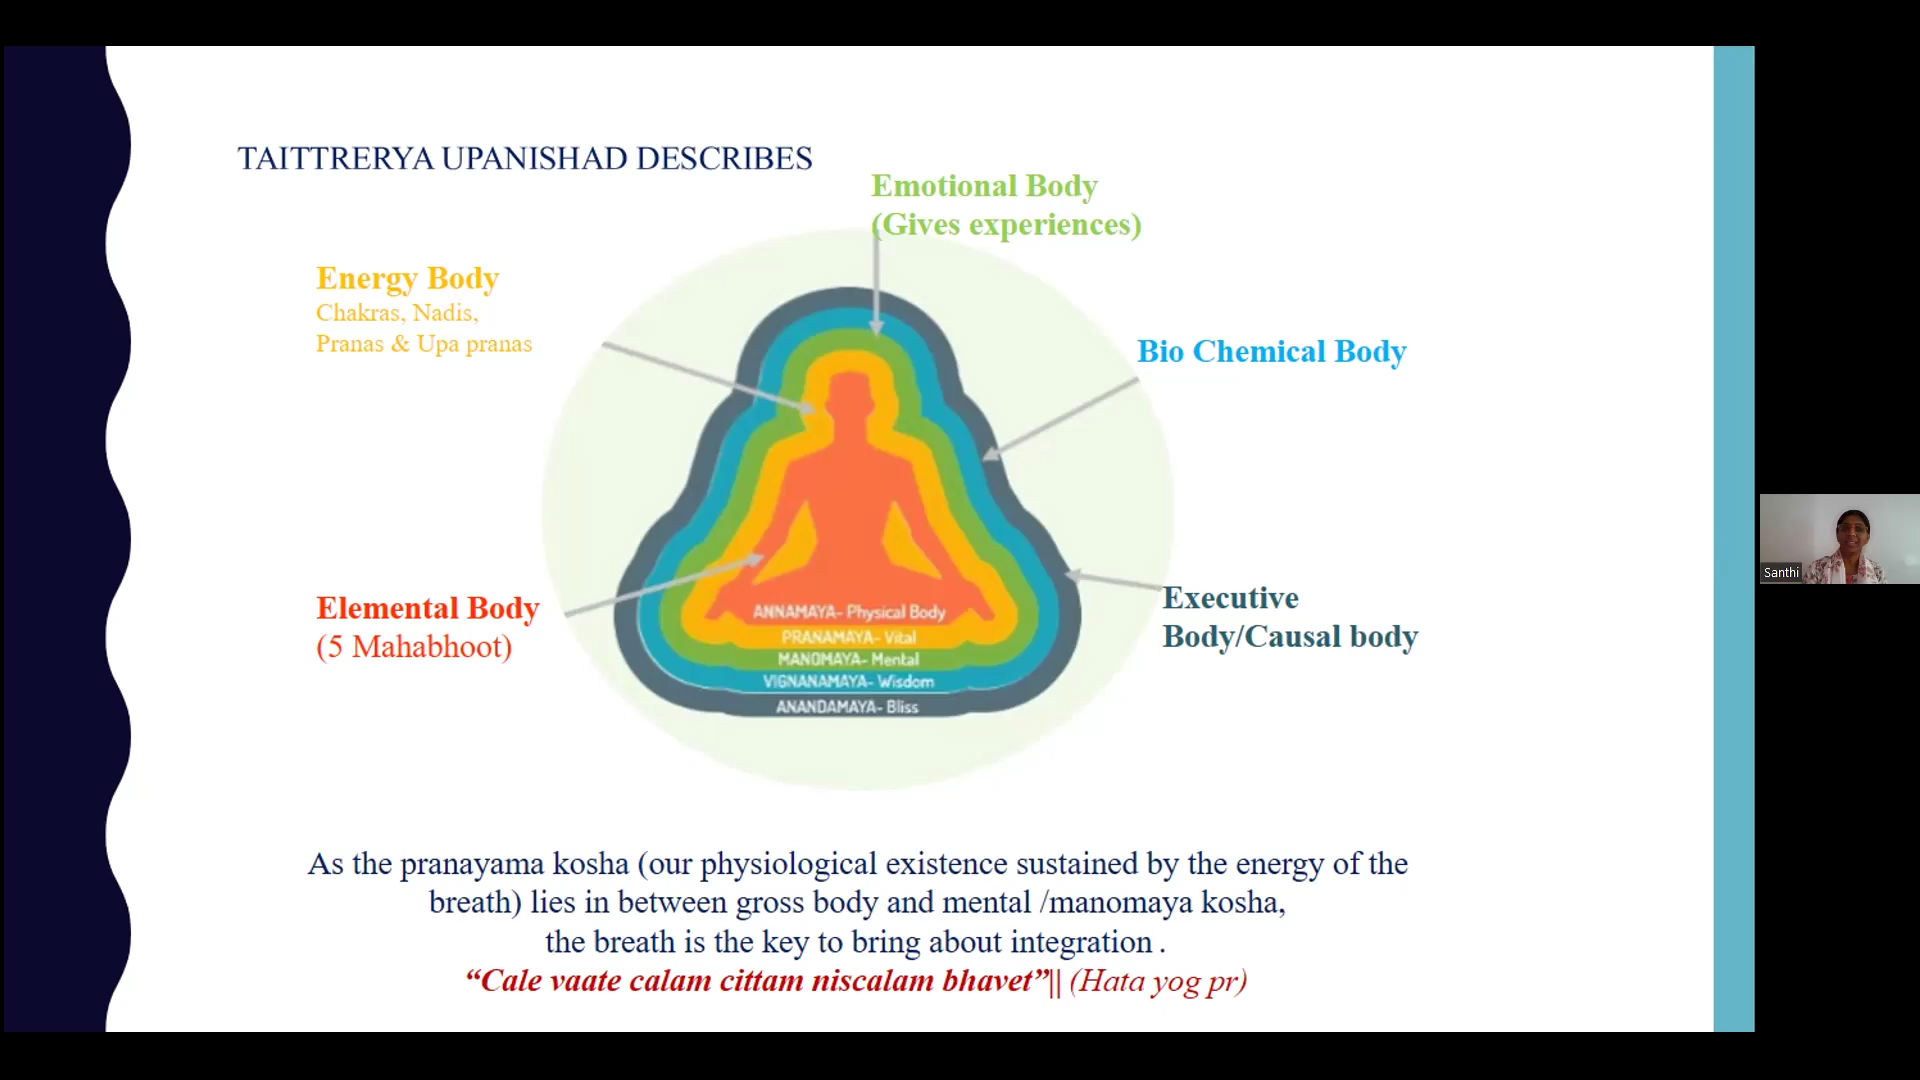 TAITTRERYA UPANISHAD DESCRIBES
Emotional Body
(Gives experiences)
Energy Body
Chakras, Nadis,
Pranas & Upa pranas
Bio Chemical Body
Elemental Body
(5 Mahabhoot)
Executive
Body/Causal body
ANNAMAYA- Physical Body
PRANAMAYA- Vital
MANOMAYA- Mental
VIGNANAMAYA- Wisdom
ANANDAMAYA- Bliss
As the pranayama kosha (our physiological existence sustained by the energy of the
breath) lies in between gross body and mental /manomaya kosha,
the breath is the key to bring about integration .
“Cale vaate calam cittam niscalam bhavet”|| (Hata yog pr)
Santhi